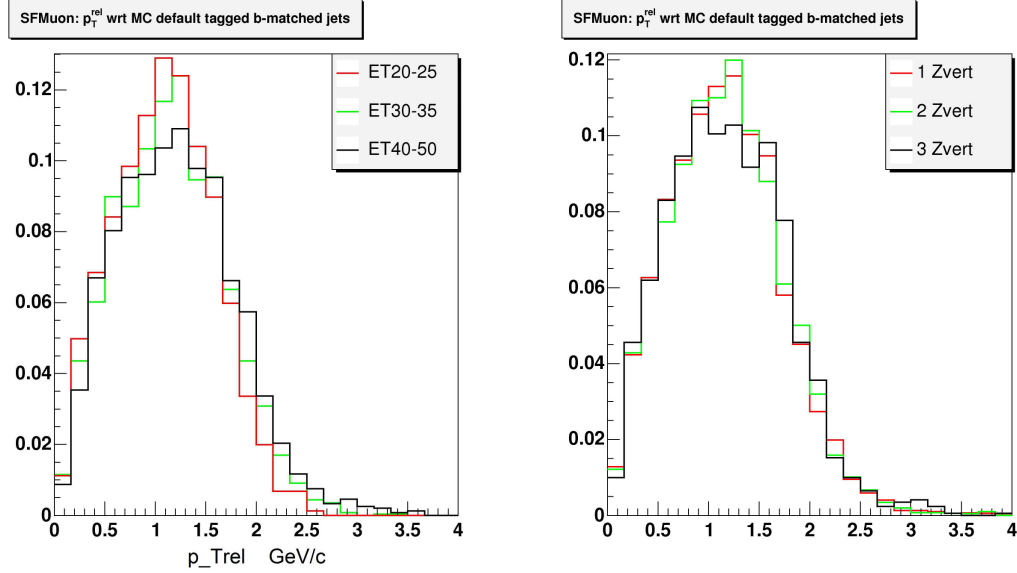 SFMuon: p_T^rel wrt MC default tagged b-matched jets
ET20-25
ET30-35
ET40-50
0.12
0.1
0.08
0.06
0.04
0.02
0
0 0.5 1 1.5 2 2.5 3 3.5 4
p_Trel GeV/c
SFMuon: p_T^rel wrt MC default tagged b-matched jets
1 Zvert
2 Zvert
3 Zvert
0.12
0.1
0.08
0.06
0.04
0.02
0
0 0.5 1 1.5 2 2.5 3 3.5 4